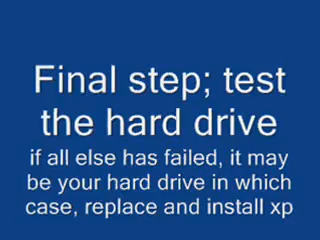 Final step; test
the hard drive
if all else has failed, it may
be your hard drive in which
case, replace and install xp